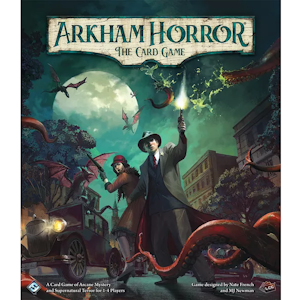 ARKHAM HORROR
THE CARD GAME
A Card Game of Arcane Mystery
and Supernatural Terror for 1-4 Players
Game designed by Nate French
and MJ Newman